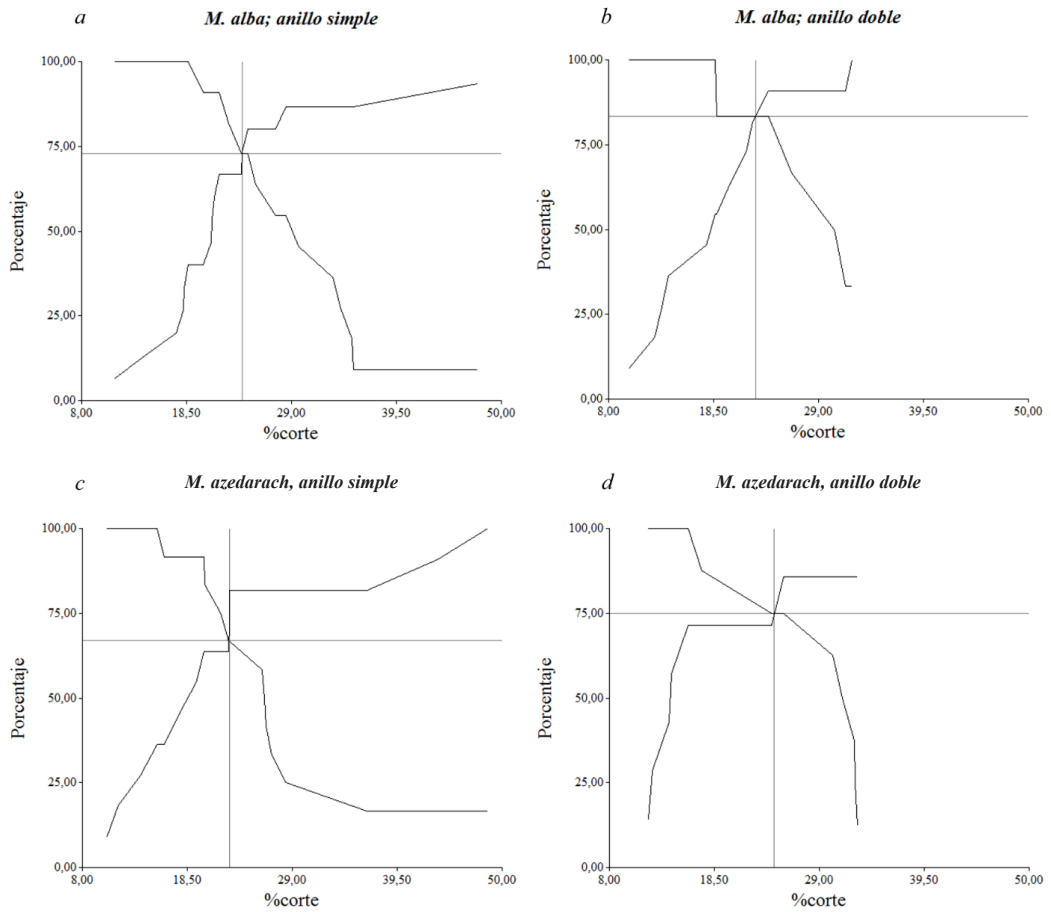 a
M. alba; anillo simple
100,00
75,00
50,00
25,00
0,00
Porcentaje
8,00 18,50 29,00 39,50 50,00
%corte
b
M. alba; anillo doble
100,00
75,00
50,00
25,00
0,00
Porcentaje
8,00 18,50 29,00 39,50 50,00
%corte
c
M. azedarach, anillo simple
100,00
75,00
50,00
25,00
0,00
Porcentaje
8,00 18,50 29,00 39,50 50,00
%corte
d
M. azedarach, anillo doble
100,00
75,00
50,00
25,00
0,00
Porcentaje
8,00 18,50 29,00 39,50 50,00
%corte